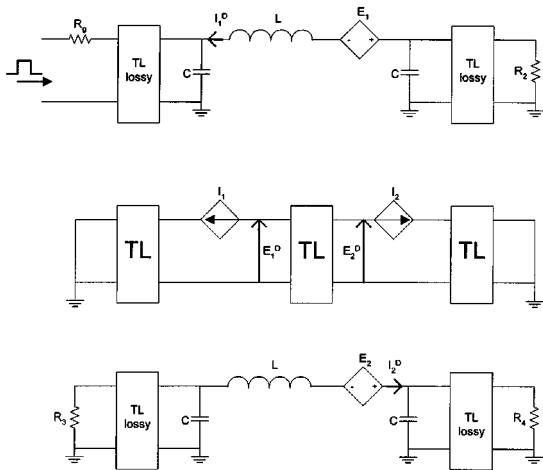 Rg
TL
lossy
C
I1D
L
E1
- +
C
TL
lossy
R2
TL
I1
E1D
TL
E2D
I2
TL
R3
TL
lossy
C
L
E2
- +
I2D
C
TL
lossy
R4